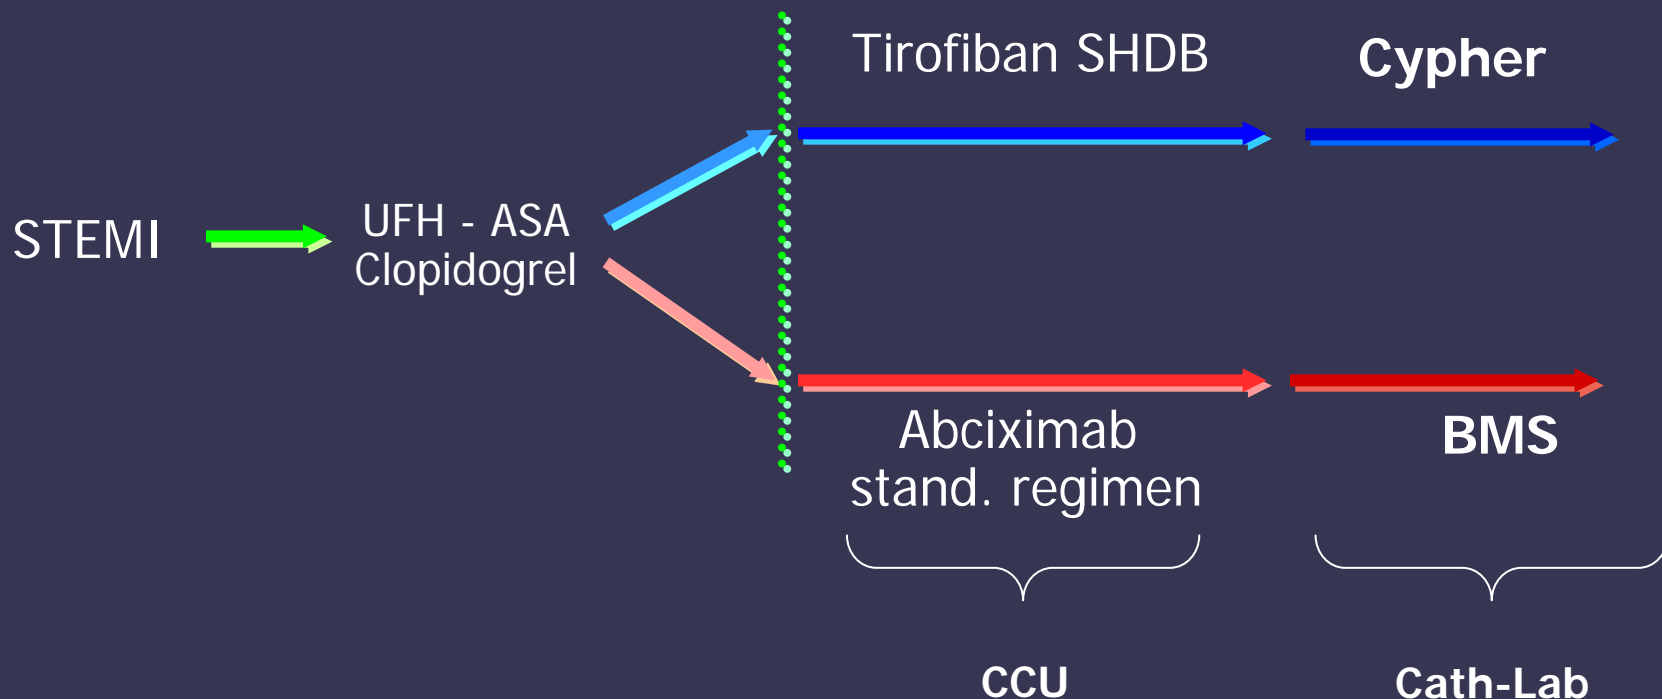 Tirofiban SHDB
Cypher
STEMI
UFH - ASA
Clopidogrel
Abciximab
stand. regimen
BMS
CCU
Cath-Lab